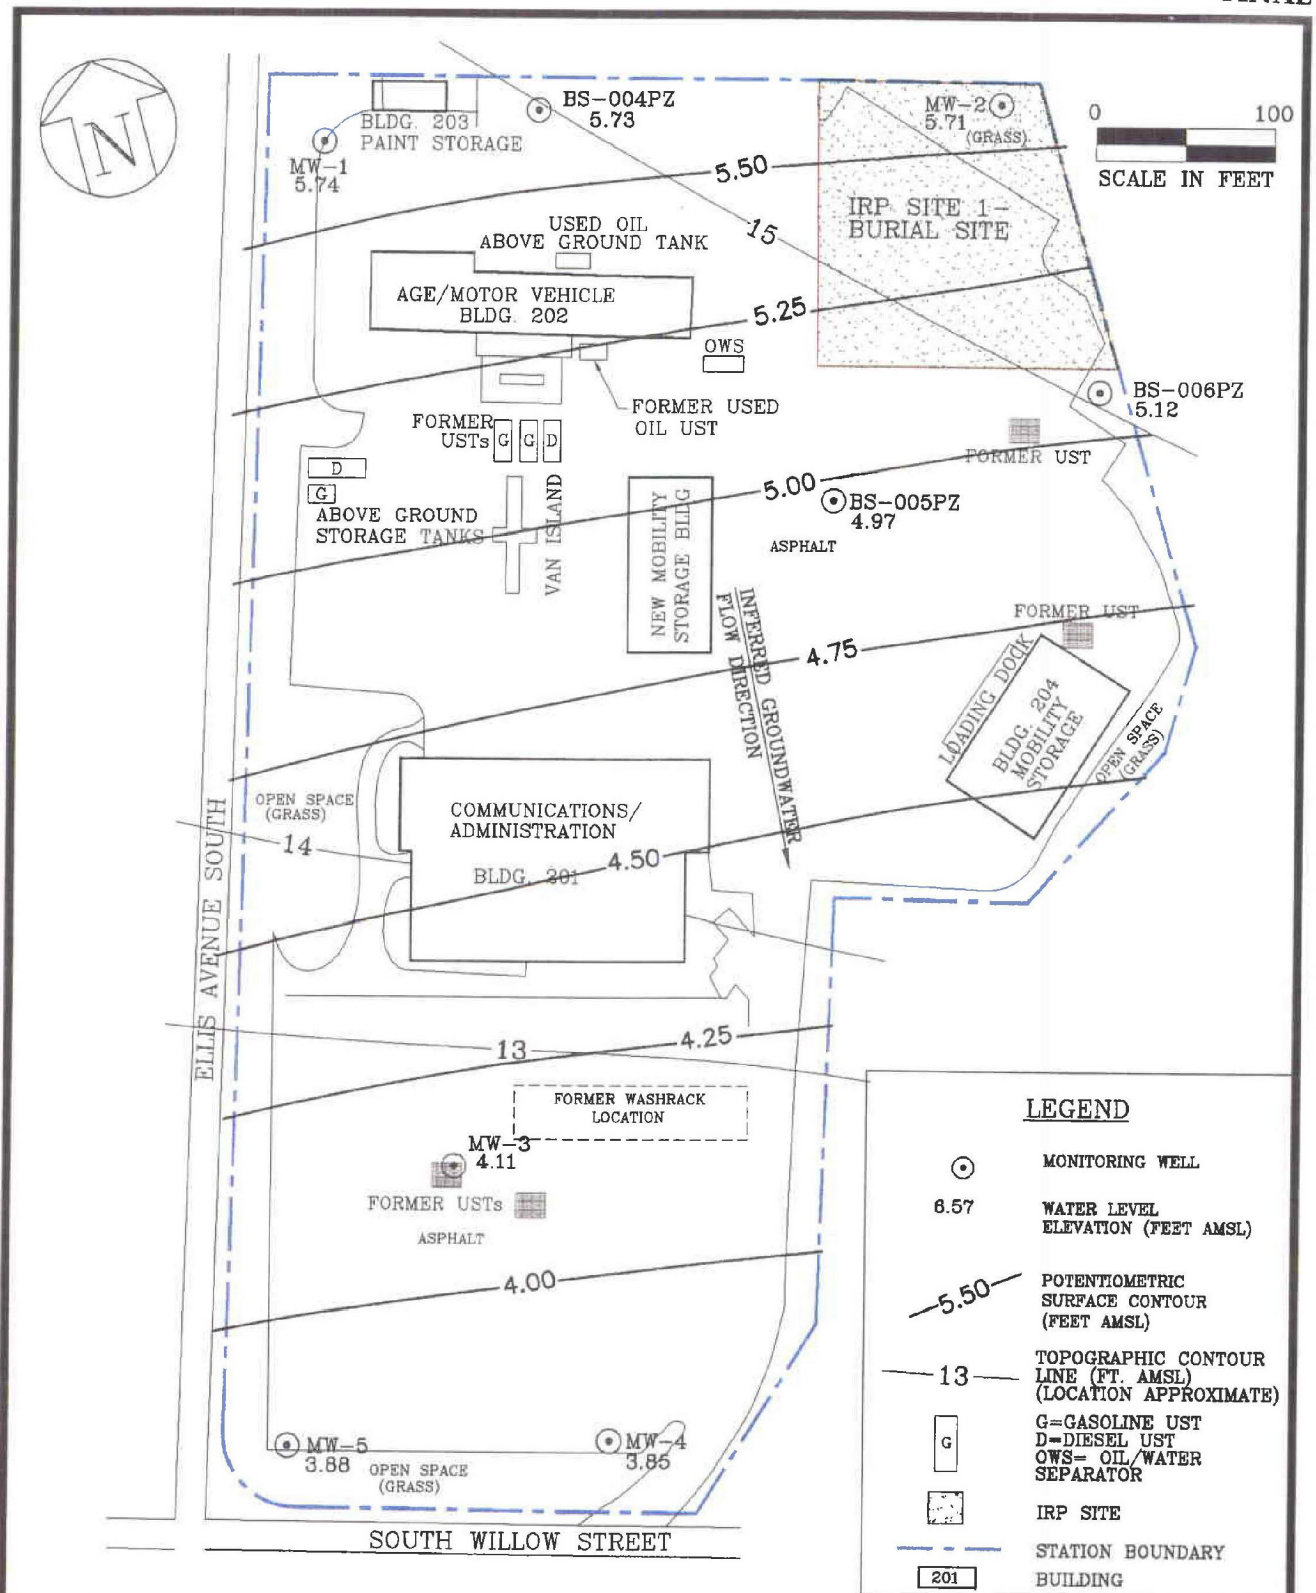 N
BS-004PZ
5.73
BLDG. 203
PAINT STORAGE
MW-1
5.74
MW-2
5.71
(GRASS)
0 100
SCALE IN FEET
5.50
IRP SITE 1-
BURIAL SITE
15
USED OIL
ABOVE GROUND TANK
AGE/MOTOR VEHICLE
BLDG. 202
5.25
OWS
BS-006PZ
5.12
FORMER USED
OIL UST
FORMER
USTs
G G D
FORMER UST
D
G
ABOVE GROUND
STORAGE TANKS
VAN ISLAND
NEW MOBILITY
STORAGE BLDG
5.00
BS-005PZ
4.97
ASPHALT
INFERRED GROUNDWATER
FLOW DIRECTION
FORMER UST
4.75
LOADING DOCK
BLDG. 204
MOBILITY
STORAGE
OPEN SPACE
(GRASS)
OPEN SPACE
(GRASS)
14
COMMUNICATIONS/
ADMINISTRATION
BLDG. 201
4.50
ELLIS AVENUE SOUTH
13
4.25
FORMER WASHRACK
LOCATION
MW-3
4.11
FORMER USTs
ASPHALT
4.00
MW-5
3.88
OPEN SPACE
(GRASS)
MW-4
3.85
SOUTH WILLOW STREET
LEGEND
MONITORING WELL
6.57 WATER LEVEL
ELEVATION (FEET AMSL)
5.50 POTENTIOMETRIC
SURFACE CONTOUR
(FEET AMSL)
13 TOPOGRAPHIC CONTOUR
LINE (FT. AMSL)
(LOCATION APPROXIMATE)
G G=GASOLINE UST
D=DIESEL UST
OWS= OIL/WATER
SEPARATOR
IRP SITE
STATION BOUNDARY
201 BUILDING